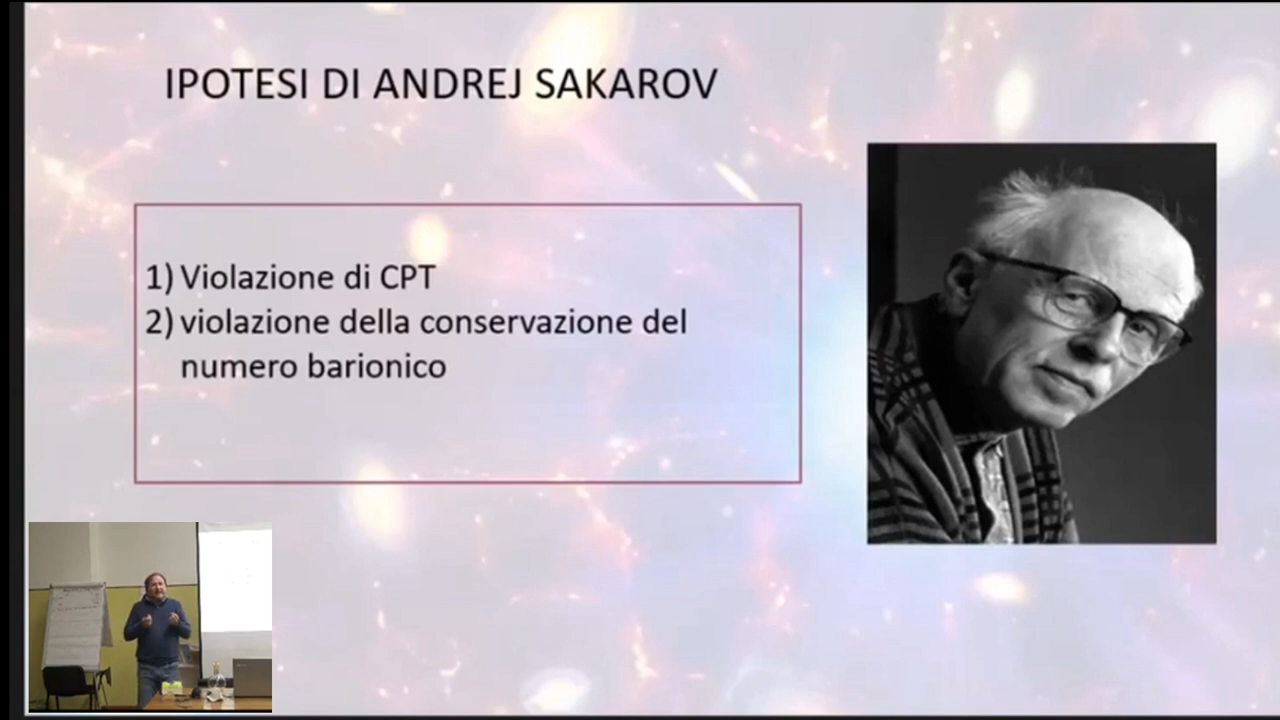 IPOTESI DI ANDREJ SAKAROV
1) Violazione di CPT
2) violazione della conservazione del
numero barionico